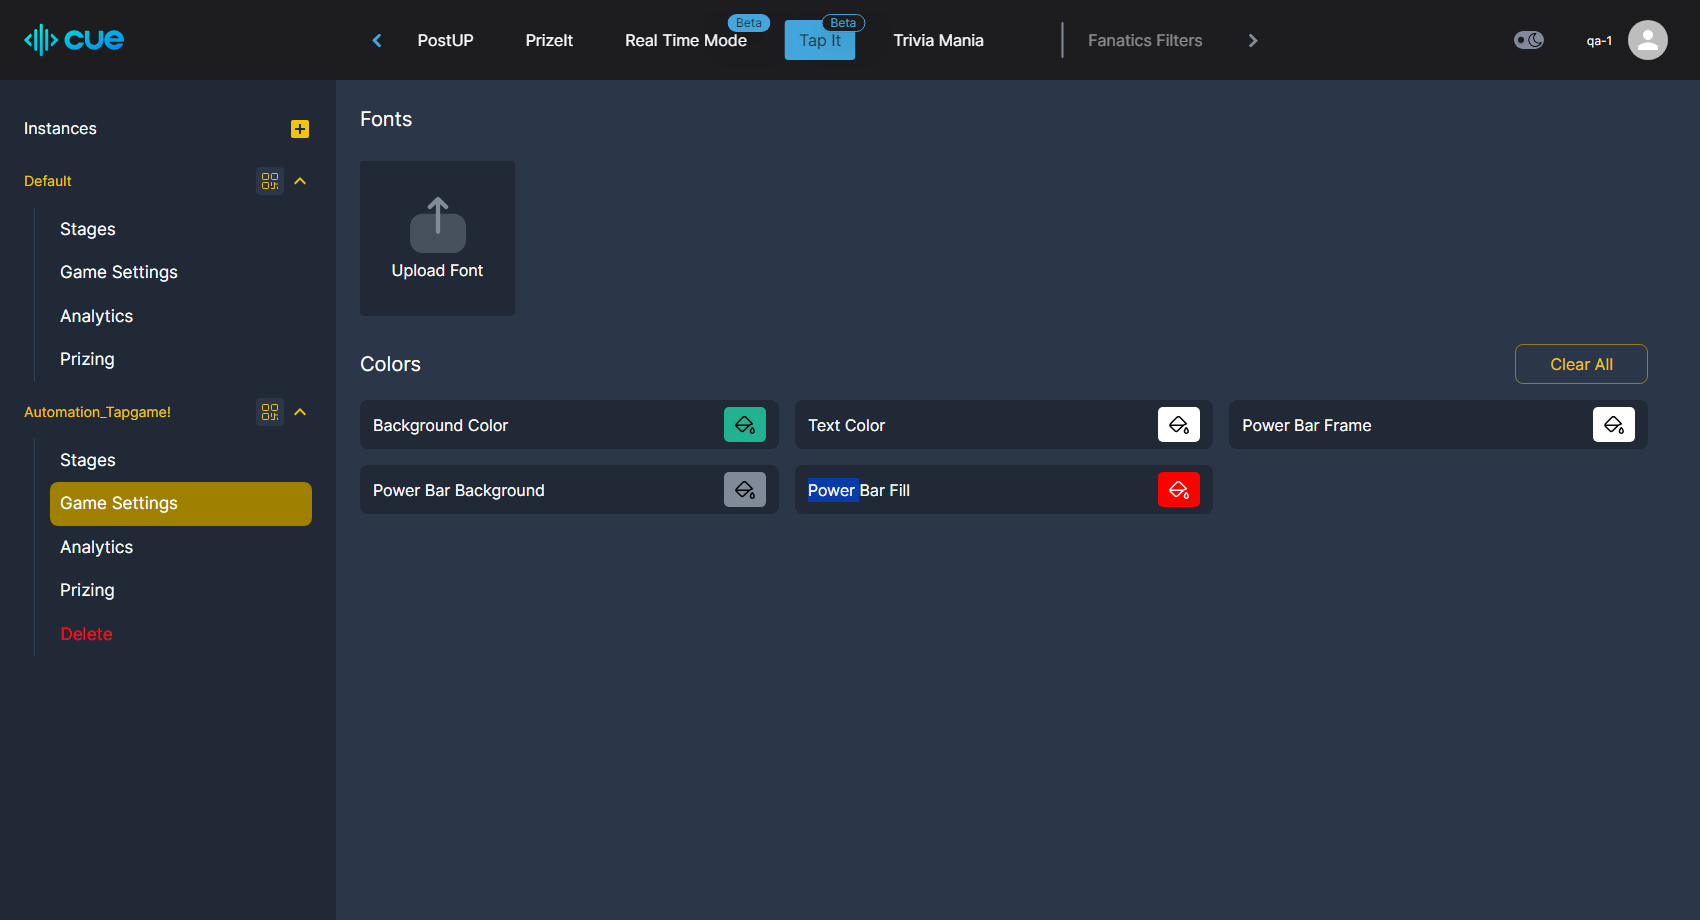 cue
PostUP
PrizeIt
Real Time Mode
Beta
Tap It
Beta
Trivia Mania
Fanatics Filters
qa-1
Instances
Default
Stages
Game Settings
Analytics
Prizing
Automation_Tapgame!
Stages
Game Settings
Analytics
Prizing
Delete
Fonts
Upload Font
Colors
Clear All
Background Color
Text Color
Power Bar Frame
Power Bar Background
Power Bar Fill